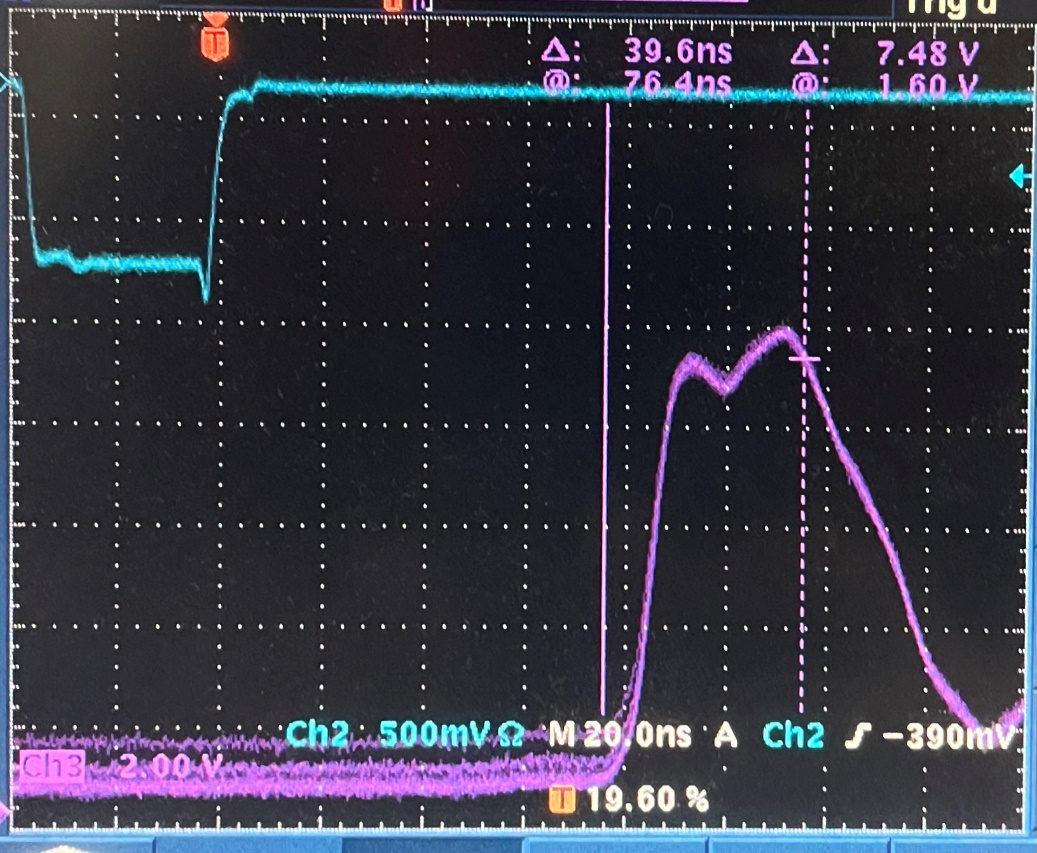 Trig'd
T
Δ: 39.6ns Δ: 7.48 V
@: 76.4ns @: 1.60 V
Ch2 500mVΩ M 20.0ns A Ch2 ʃ -390mV
Ch3 2.00 V
T 19.60 %